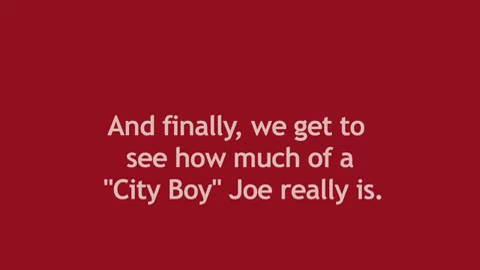 And finally, we get to
see how much of a
"City Boy" Joe really is.